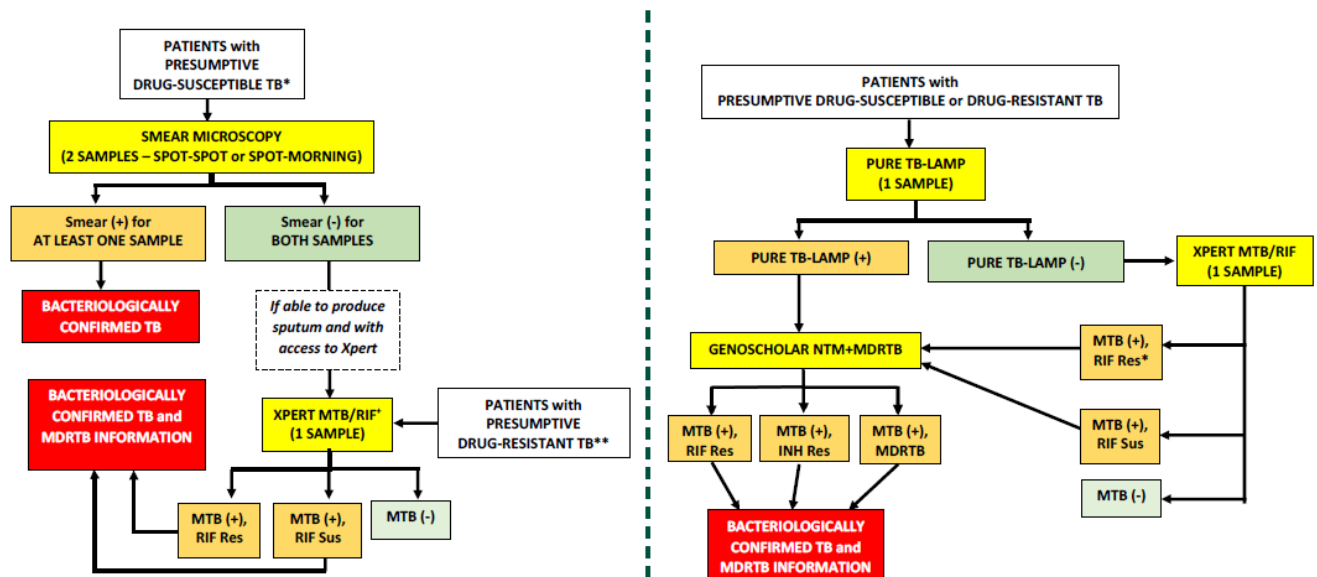 PATIENTS with
PRESUMPTIVE
DRUG-SUSCEPTIBLE TB*
SMEAR MICROSCOPY
(2 SAMPLES – SPOT-SPOT or SPOT-MORNING)
Smear (+) for
AT LEAST ONE SAMPLE
Smear (-) for
BOTH SAMPLES
BACTERIOLOGICALLY
CONFIRMED TB
If able to produce
sputum and with
access to Xpert
BACTERIOLOGICALLY
CONFIRMED TB and
MDRTB INFORMATION
XPERT MTB/RIF⁺
(1 SAMPLE)
PATIENTS with
PRESUMPTIVE
DRUG-RESISTANT TB**
MTB (+),
RIF Res
MTB (+),
RIF Sus
MTB (-)
PATIENTS with
PRESUMPTIVE DRUG-SUSCEPTIBLE or DRUG-RESISTANT TB
PURE TB-LAMP
(1 SAMPLE)
PURE TB-LAMP (+)
PURE TB-LAMP (-)
XPERT MTB/RIF
(1 SAMPLE)
GENOSCHOLAR NTM+MDRTB
MTB (+),
RIF Res*
MTB (+),
RIF Res
MTB (+),
INH Res
MTB (+),
MDRTB
MTB (+),
RIF Sus
MTB (-)
BACTERIOLOGICALLY
CONFIRMED TB and
MDRTB INFORMATION